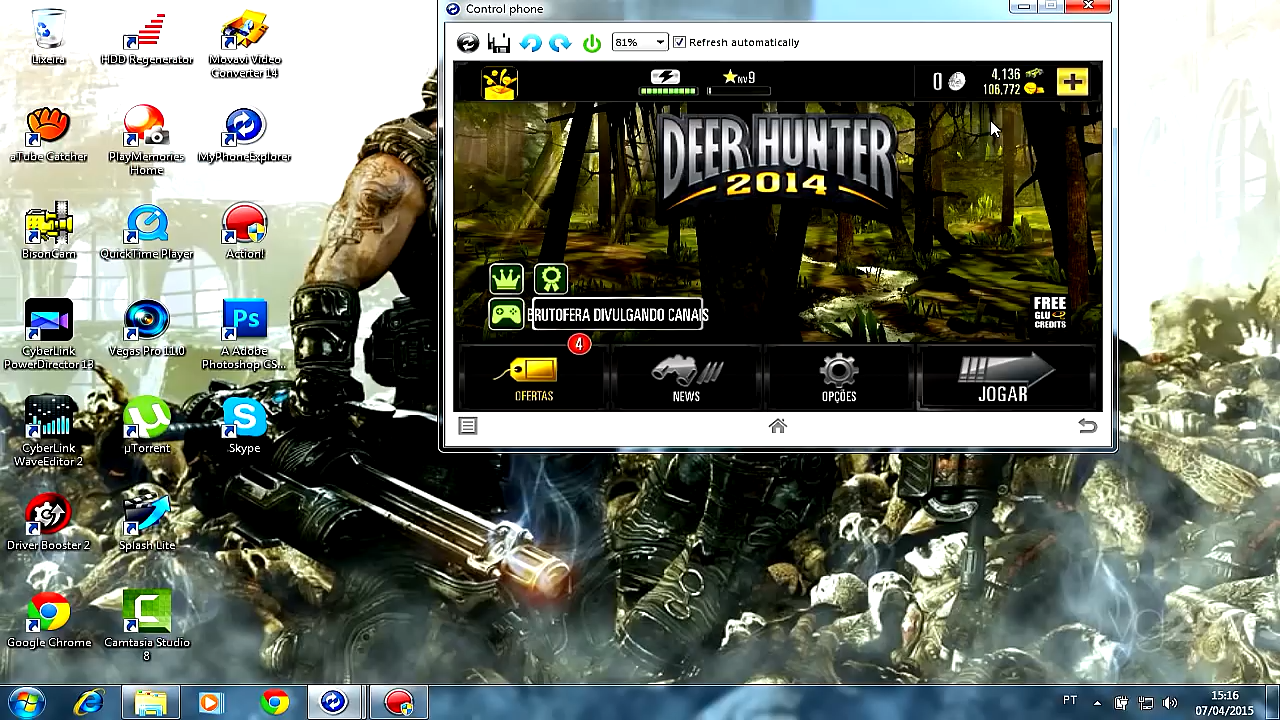 Lixeira
HDD Regenerator
Movavi Video
Converter 14
aTube Catcher
PlayMemories
Home
MyPhoneExplorer
BisonCam
QuickTime Player
Action!
CyberLink
PowerDirector 13
Vegas Pro 11.0
Ps
A Adobe
Photoshop CS...
CyberLink
WaveEditor 2
µTorrent
Skype
Driver Booster 2
Splash Lite
Google Chrome
Camtasia Studio
8
Control phone
81%
Refresh automatically
NV9
0
4,136
106,772
DEER HUNTER
2014
BRUTOFERA DIVULGANDO CANAIS
FREE
GLU
CREDITS
4
OFERTAS
NEWS
OPÇÕES
JOGAR
PT
15:16
07/04/2015